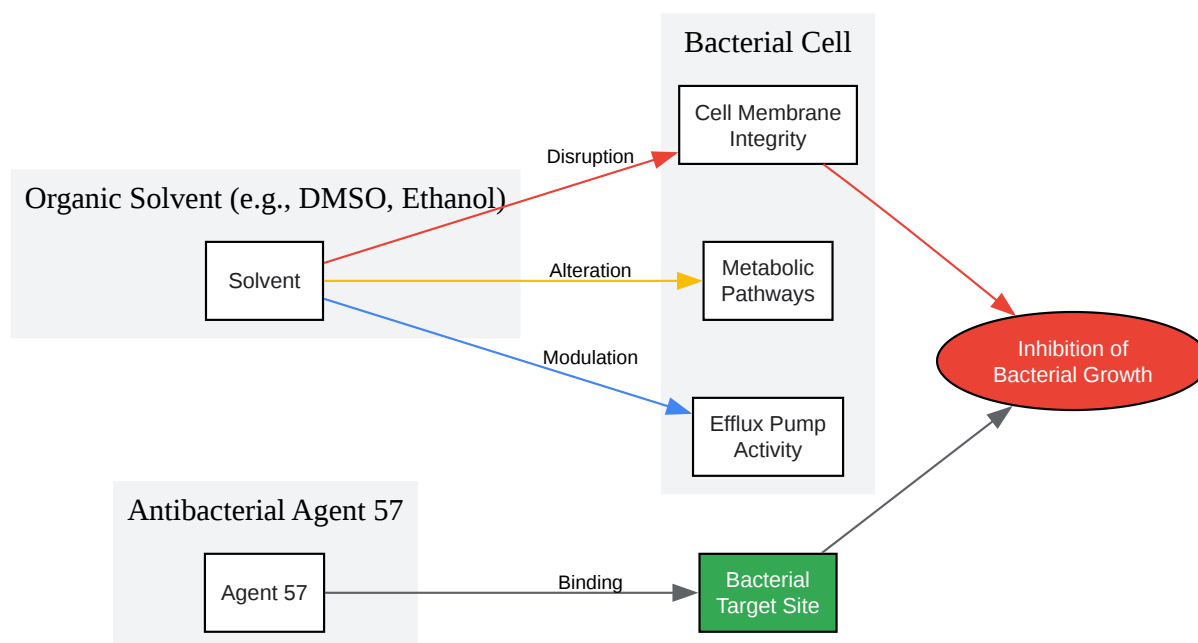 Bacterial Cell
Cell Membrane
Integrity
Disruption
Organic Solvent (e.g., DMSO, Ethanol)
Solvent
Alteration
Metabolic
Pathways
Modulation
Inhibition of
Bacterial Growth
Efflux Pump
Activity
Antibacterial Agent 57
Agent 57
Binding
Bacterial
Target Site